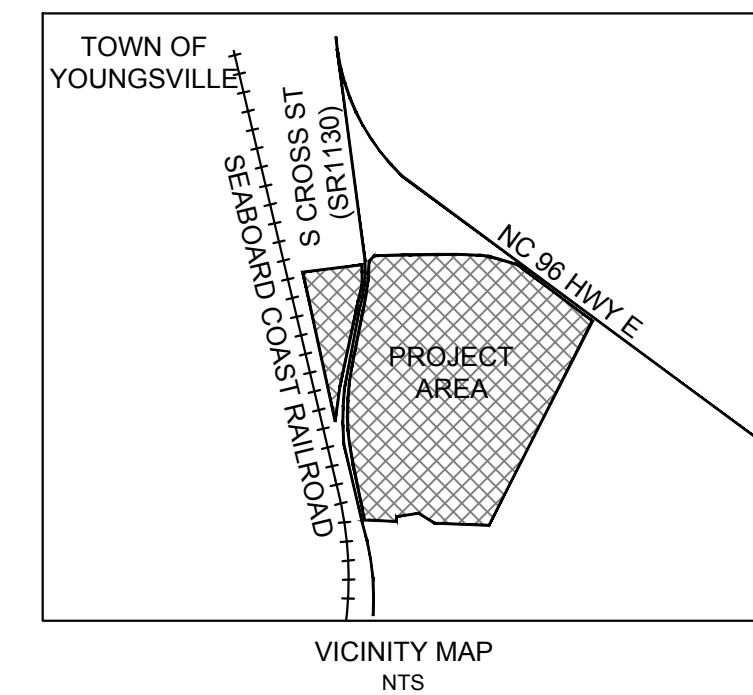 TOWN OF
YOUNGSVILLE
S CROSS ST
(SR1130)
SEABOARD COAST RAILROAD
NC 96 HWY E
PROJECT
AREA
VICINITY MAP
NTS